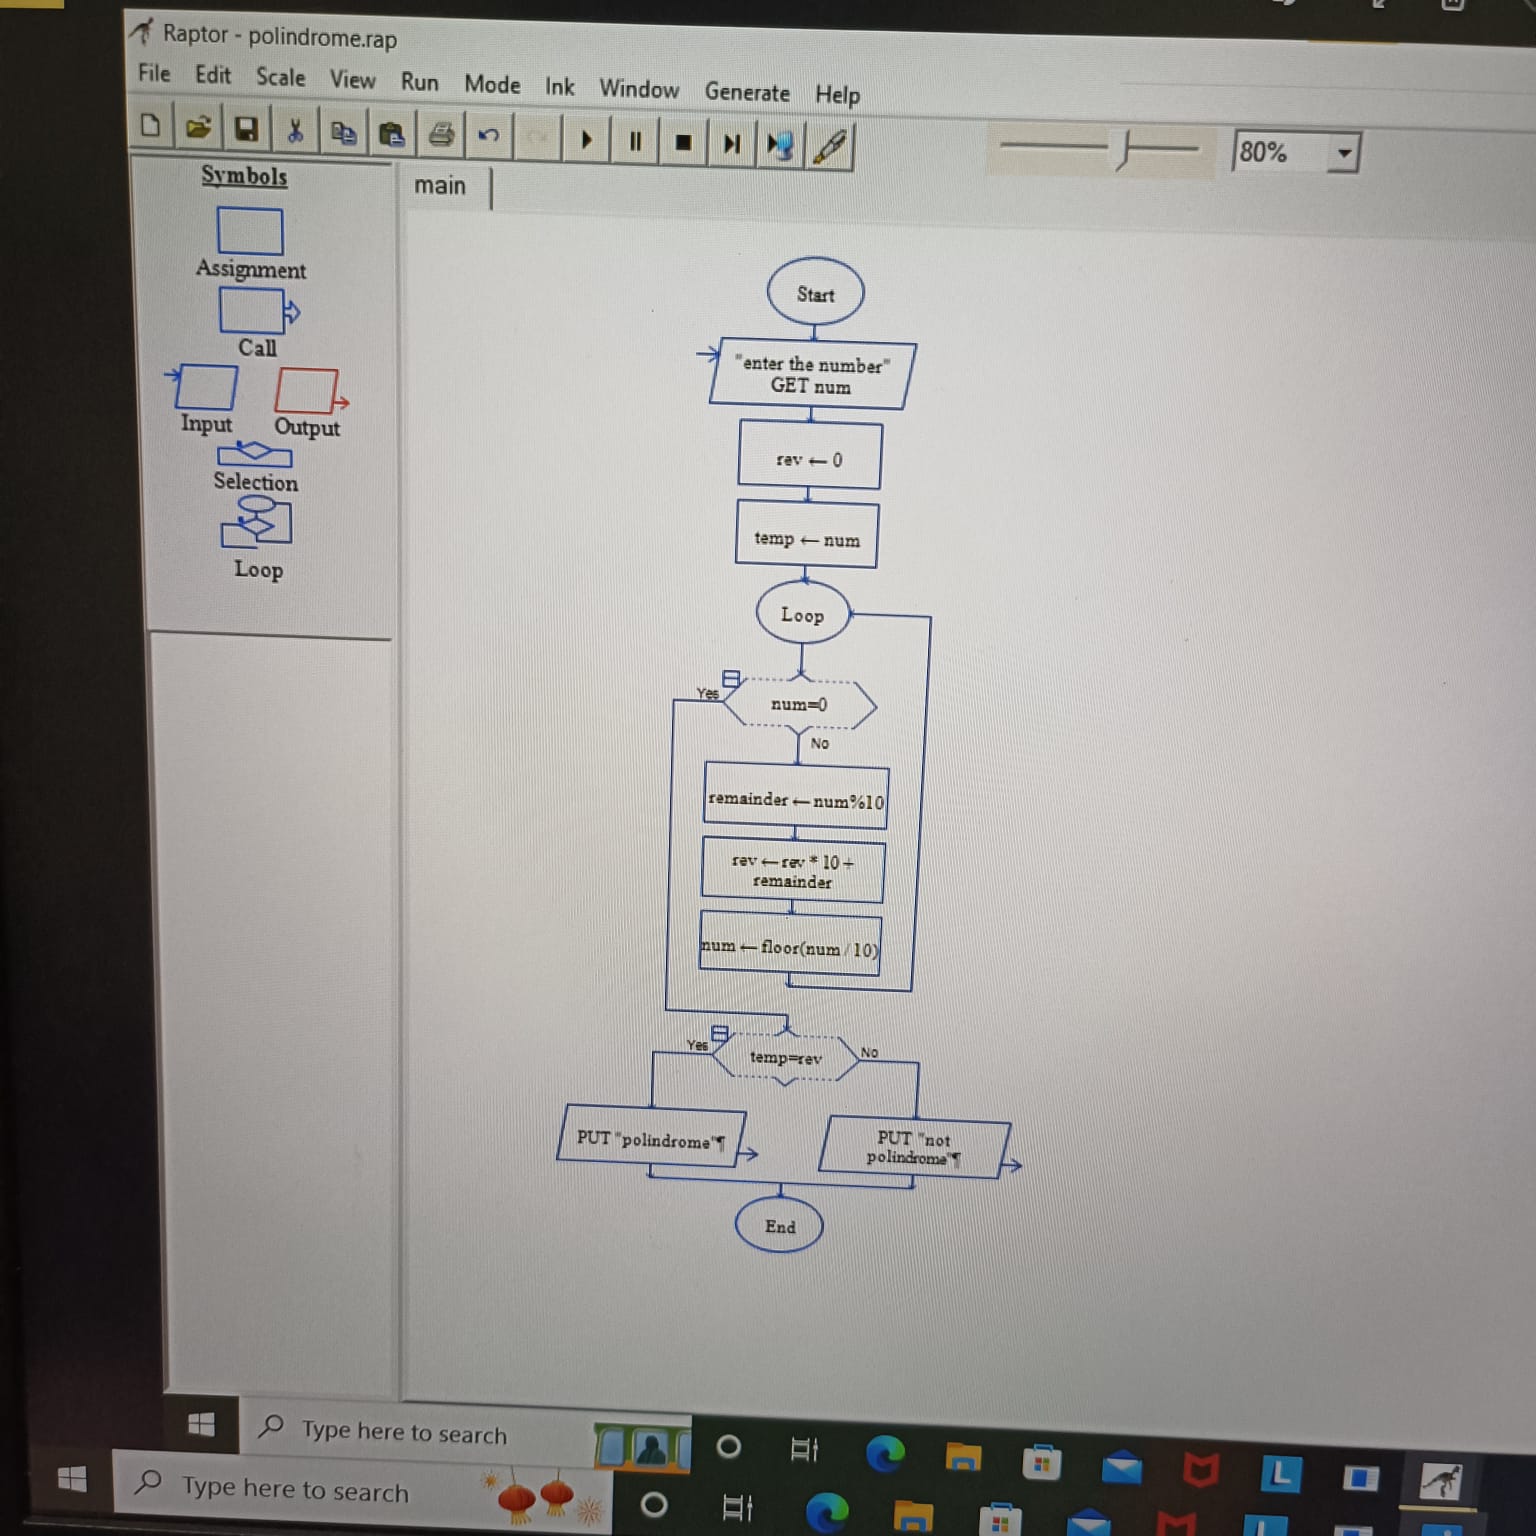 Raptor - polindrome.rap
File Edit Scale View Run Mode Ink Window Generate Help
80%
Symbols
main
Assignment
Call
Input Output
Selection
Loop
Start
"enter the number"
GET num
rev ← 0
temp ← num
Loop
Yes
num=0
No
remainder ← num%10
rev ← rev * 10 +
remainder
num ← floor(num / 10)
Yes
temp=rev
No
PUT "polindrome"¶
PUT "not
polindrome"¶
End
Type here to search
L
Type here to search
L